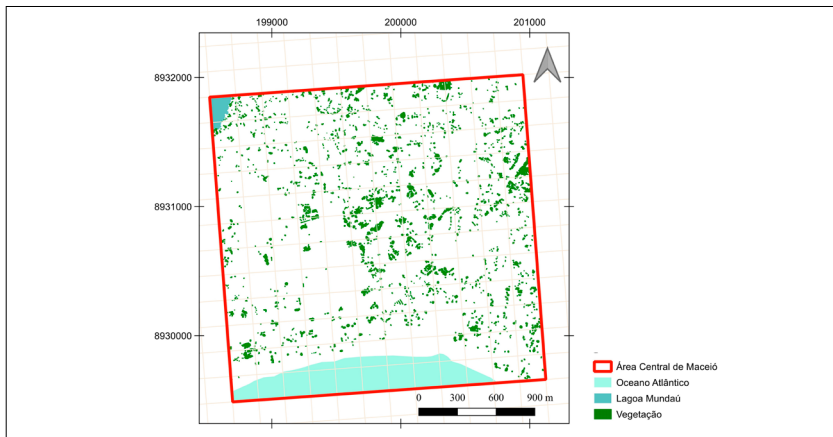 199000 200000 201000
8932000
8931000
8930000
0 300 600 900 m
Área Central de Maceió
Oceano Atlântico
Lagoa Mundaú
Vegetação